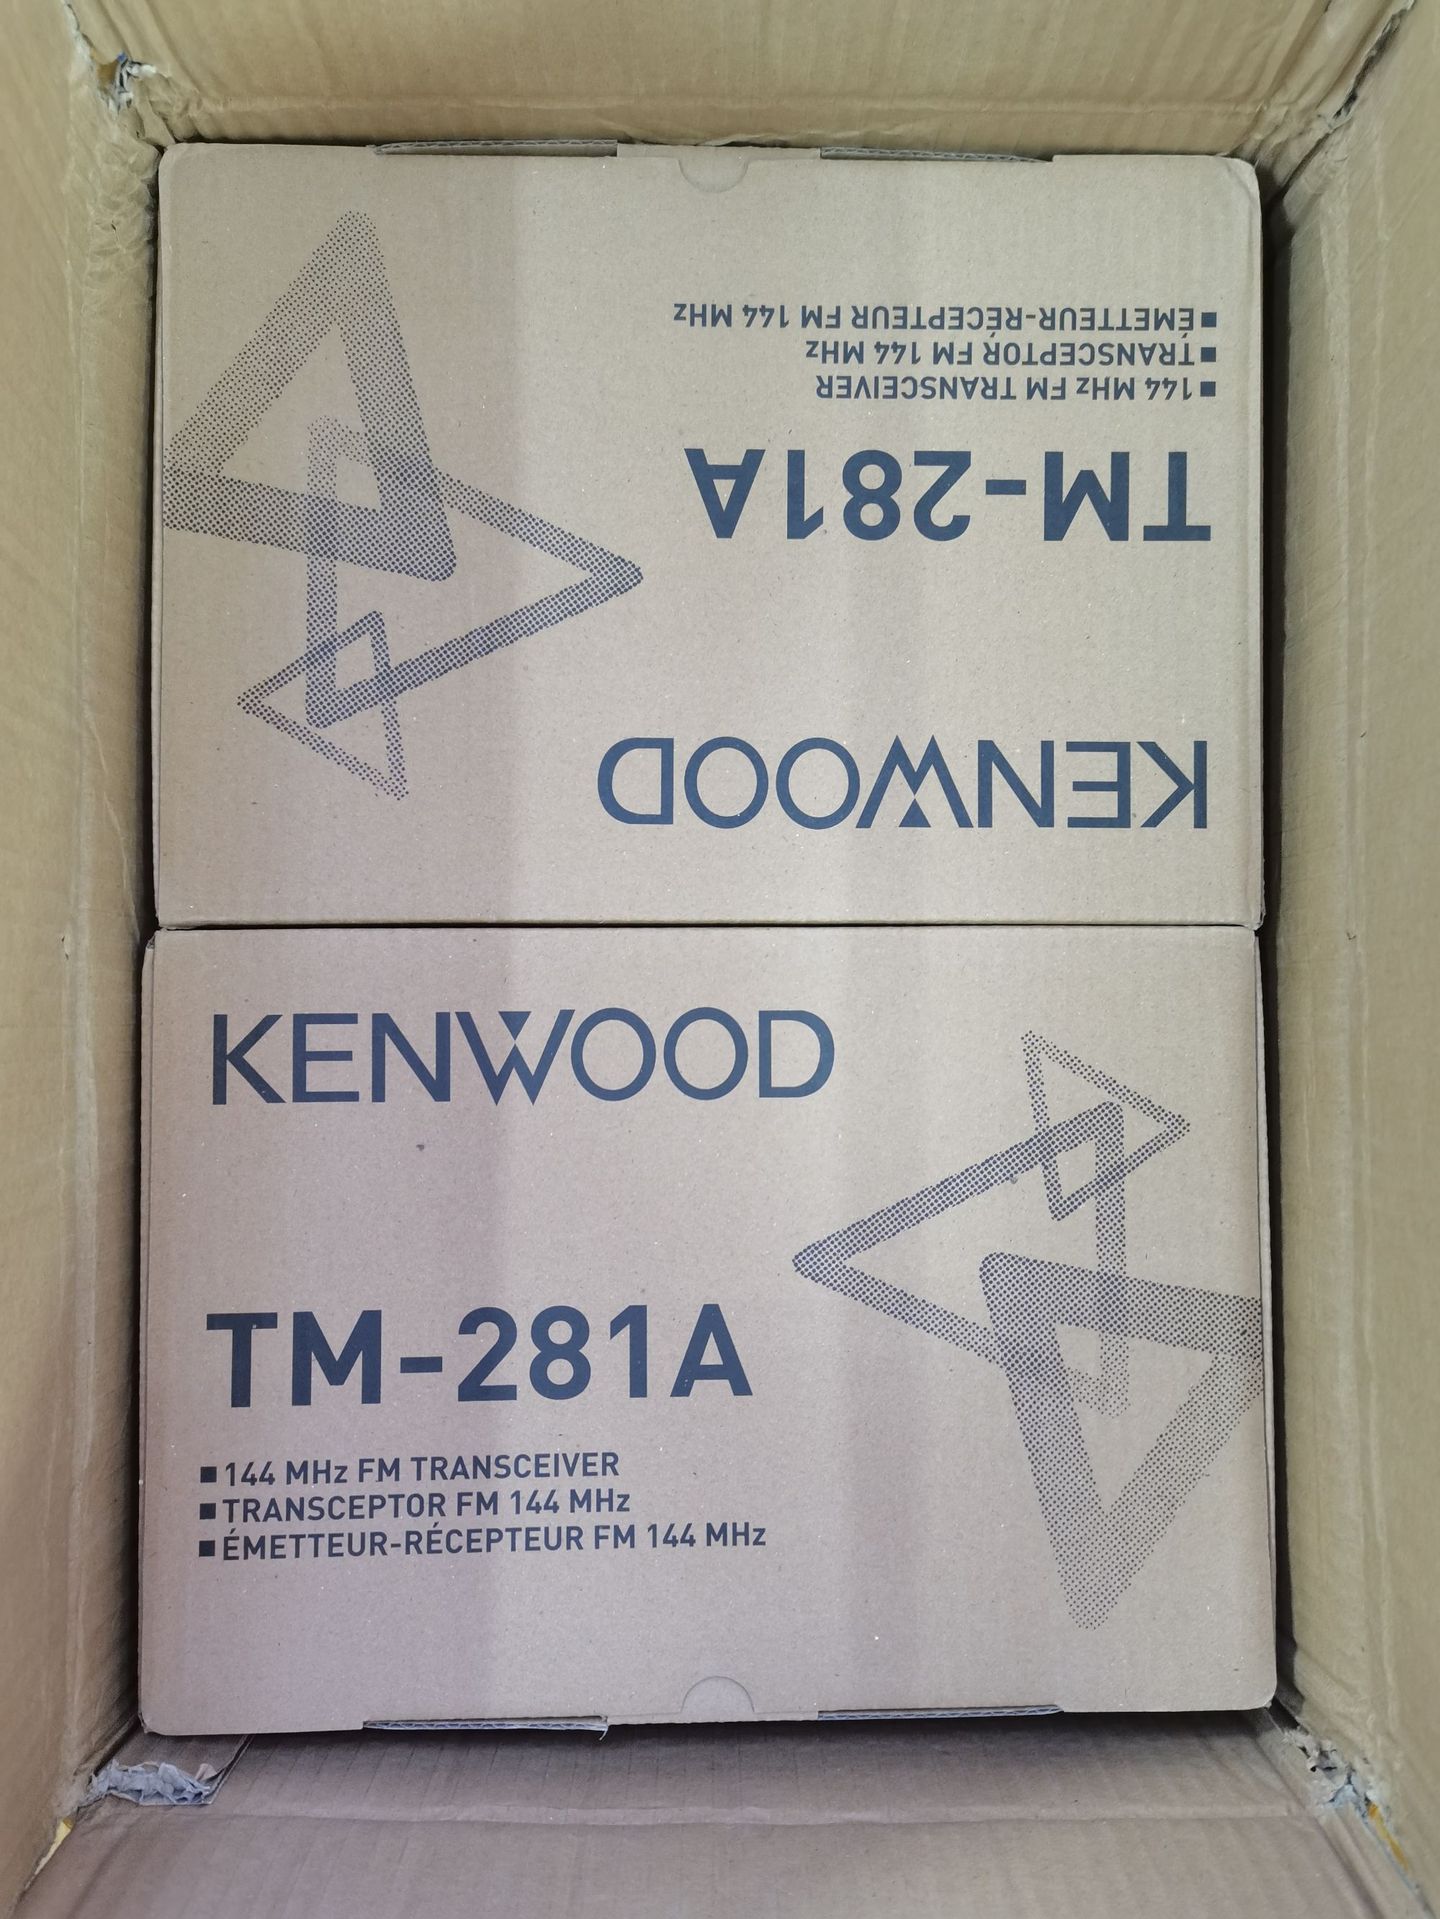 ■ ÉMETTEUR-RÉCEPTEUR FM 144 MHz
■ TRANSCEPTOR FM 144 MHz
■ 144 MHz FM TRANSCEIVER
TM-281A
KENWOOD
KENWOOD
TM-281A
■ 144 MHz FM TRANSCEIVER
■ TRANSCEPTOR FM 144 MHz
■ ÉMETTEUR-RÉCEPTEUR FM 144 MHz